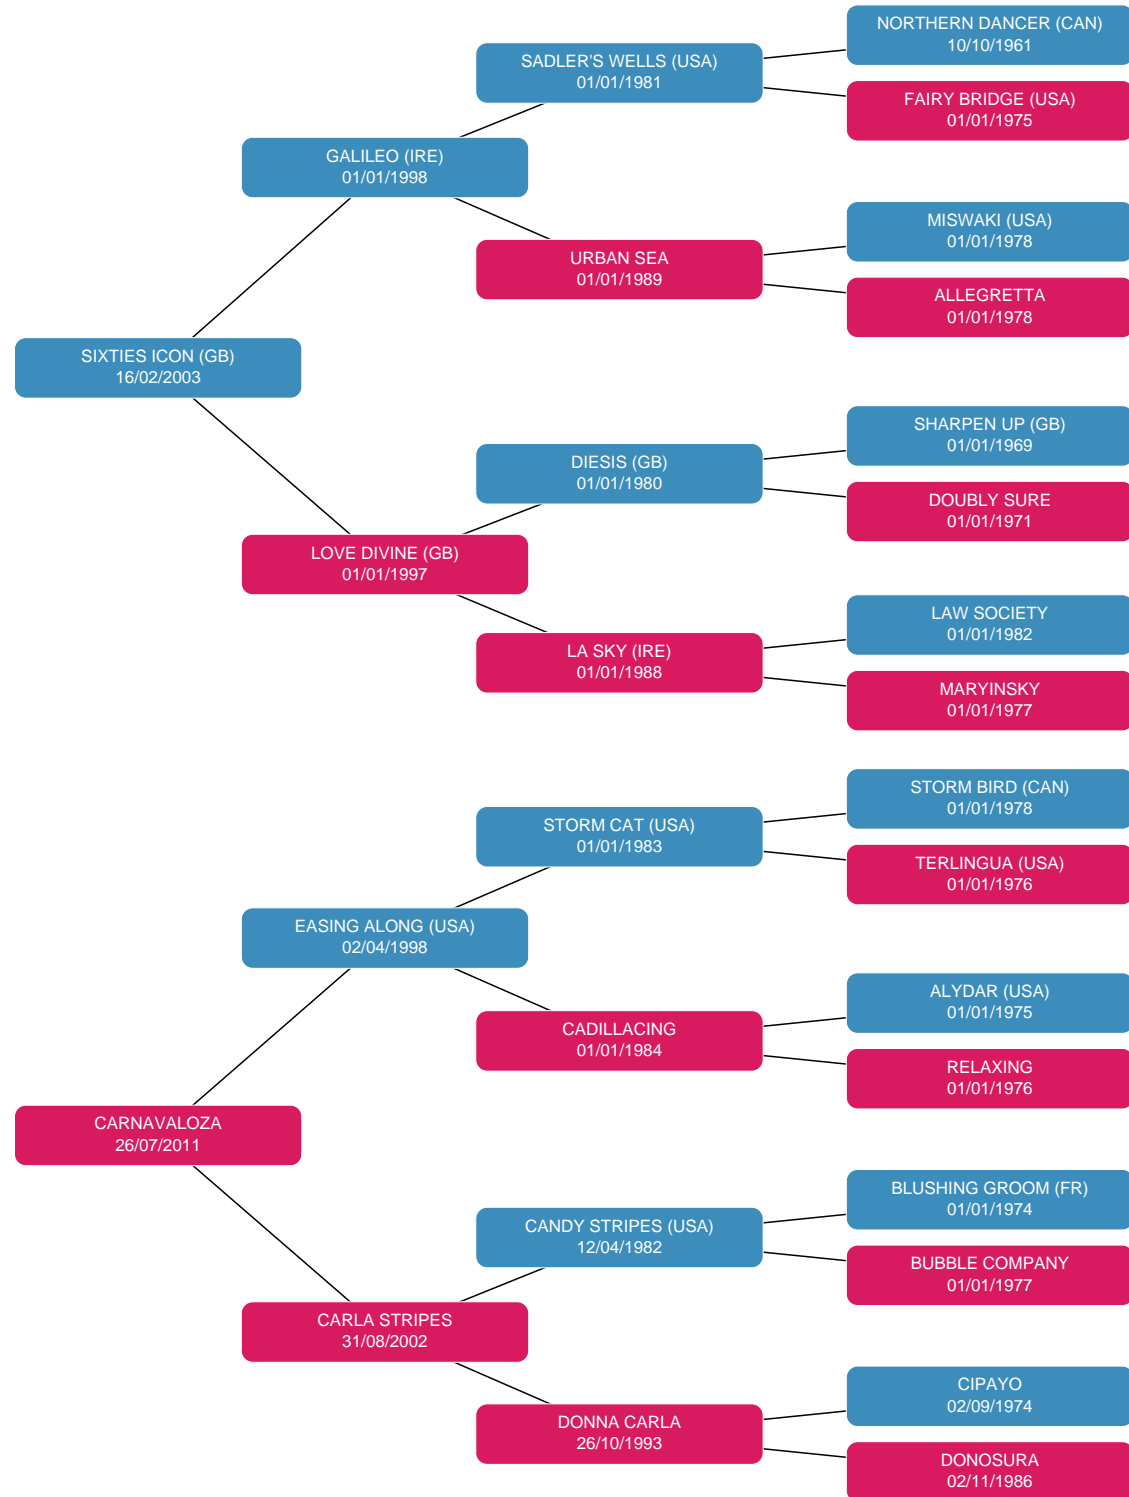 NORTHERN DANCER (CAN)
10/10/1961
SADLER'S WELLS (USA)
01/01/1981
FAIRY BRIDGE (USA)
01/01/1975
GALILEO (IRE)
01/01/1998
MISWAKI (USA)
01/01/1978
URBAN SEA
01/01/1989
ALLEGRETTA
01/01/1978
SIXTIES ICON (GB)
16/02/2003
SHARPEN UP (GB)
01/01/1969
DIESIS (GB)
01/01/1980
DOUBLY SURE
01/01/1971
LOVE DIVINE (GB)
01/01/1997
LAW SOCIETY
01/01/1982
LA SKY (IRE)
01/01/1988
MARYINSKY
01/01/1977
STORM BIRD (CAN)
01/01/1978
STORM CAT (USA)
01/01/1983
TERLINGUA (USA)
01/01/1976
EASING ALONG (USA)
02/04/1998
ALYDAR (USA)
01/01/1975
CADILLACING
01/01/1984
RELAXING
01/01/1976
CARNAVALOZA
26/07/2011
BLUSHING GROOM (FR)
01/01/1974
CANDY STRIPES (USA)
12/04/1982
BUBBLE COMPANY
01/01/1977
CARLA STRIPES
31/08/2002
CIPAYO
02/09/1974
DONNA CARLA
26/10/1993
DONOSURA
02/11/1986